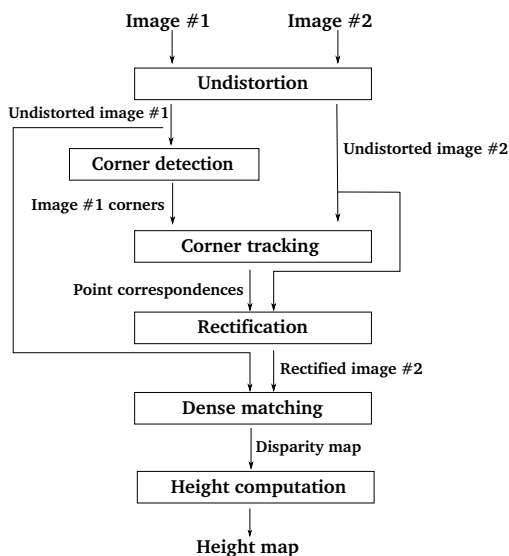 Image #1
Image #2
Undistortion
Undistorted image #1
Undistorted image #2
Corner detection
Image #1 corners
Corner tracking
Point correspondences
Rectification
Rectified image #2
Dense matching
Disparity map
Height computation
Height map